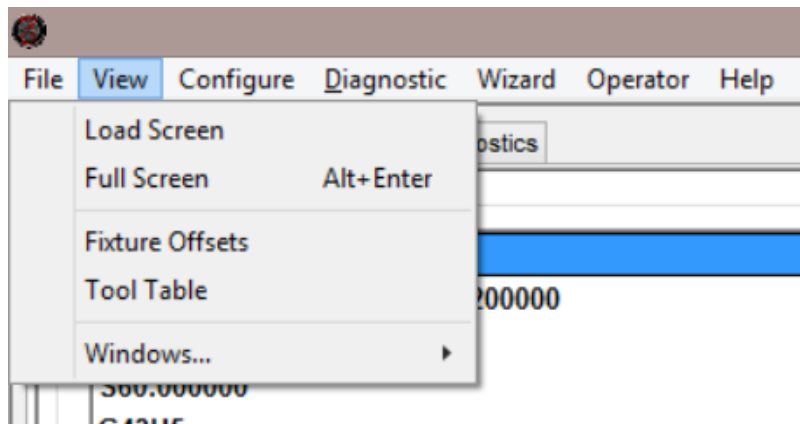 File View Configure Diagnostic Wizard Operator Help
Load Screen
ostics
Full Screen Alt+Enter
Fixture Offsets
Tool Table
200000
Windows...
S60.000000
G43H5